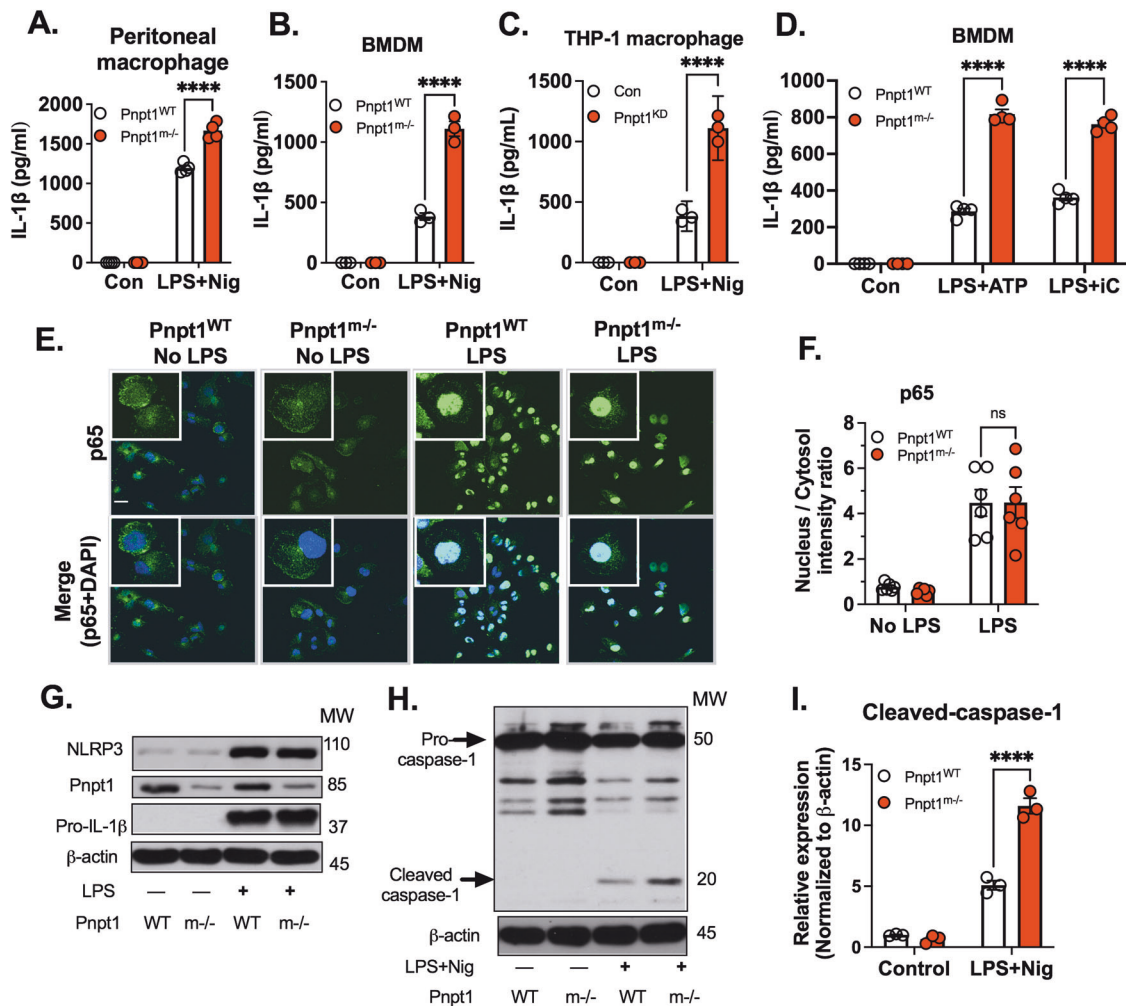 A.
Peritoneal
macrophage
IL-1β (pg/ml)
2000
1500
1000
500
0
Pnpt1WT
Pnpt1m-/-
****
Con
LPS+Nig
B.
BMDM
IL-1β (pg/ml)
1500
1000
500
0
Pnpt1WT
Pnpt1m-/-
****
Con
LPS+Nig
C.
THP-1 macrophage
IL-1β (pg/mL)
1500
1000
500
0
Con
Pnpt1KD
****
Con
LPS+Nig
D.
BMDM
IL-1β (pg/ml)
1000
800
600
400
200
0
Pnpt1WT
Pnpt1m-/-
****
****
Con
LPS+ATP
LPS+iC
E.
Pnpt1WT
No LPS
Pnpt1m-/-
No LPS
Pnpt1WT
LPS
Pnpt1m-/-
LPS
p65
Merge
(p65+DAPI)
F.
p65
Nucleus / Cytosol
intensity ratio
8
6
4
2
0
Pnpt1WT
Pnpt1m-/-
ns
No LPS
LPS
G.
MW
NLRP3
110
Pnpt1
85
Pro-IL-1β
37
β-actin
45
LPS — — + +
Pnpt1 WT m-/- WT m-/-
H.
MW
Pro-
caspase-1
50
Cleaved
caspase-1
20
β-actin
45
LPS+Nig — — + +
Pnpt1 WT m-/- WT m-/-
I.
Cleaved-caspase-1
Relative expression
(Normalized to β-actin)
15
10
5
0
Pnpt1WT
Pnpt1m-/-
****
Control
LPS+Nig